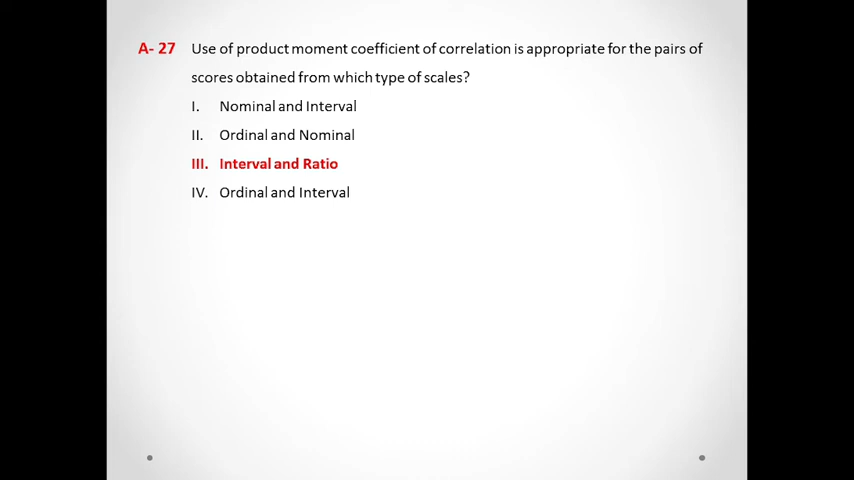 A- 27 Use of product moment coefficient of correlation is appropriate for the pairs of
scores obtained from which type of scales?
I. Nominal and Interval
II. Ordinal and Nominal
III. Interval and Ratio
IV. Ordinal and Interval